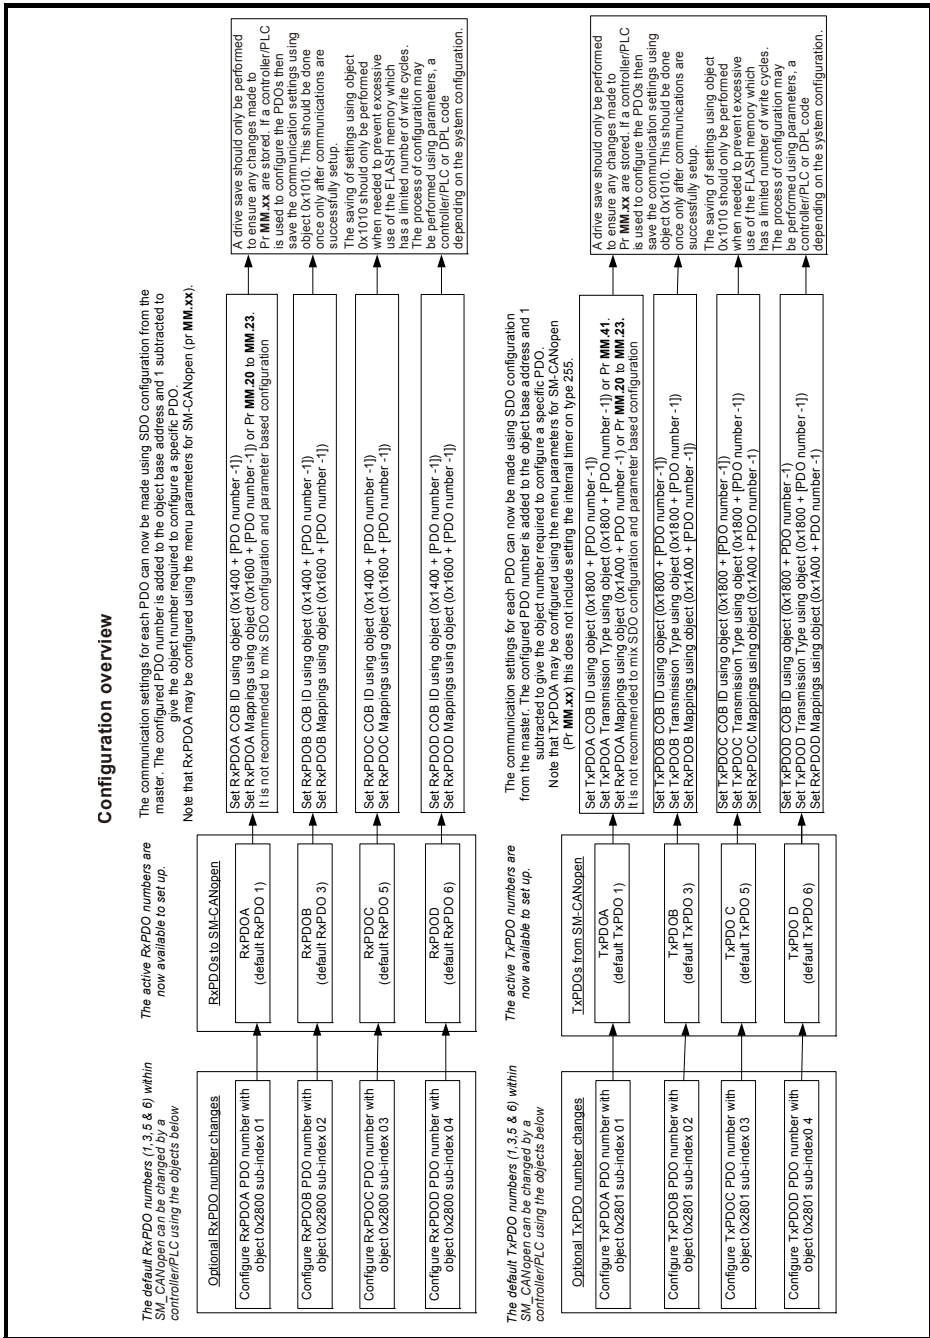 Configuration overview
The default RxPDO numbers (1,3,5 & 6) within
SM_CANopen can be changed by a
controller/PLC using the objects below
Optional RxPDO number changes
Configure RxPDOA PDO number with
object 0x2800 sub-index 01
Configure RxPDOB PDO number with
object 0x2800 sub-index 02
Configure RxPDOC PDO number with
object 0x2800 sub-index 03
Configure RxPDOD PDO number with
object 0x2800 sub-index 04
The active RxPDO numbers are
now available to set up.
RxPDOs to SM-CANopen
RxPDOA
(default RxPDO 1)
RxPDOB
(default RxPDO 3)
RxPDOC
(default RxPDO 5)
RxPDOD
(default RxPDO 6)
The communication settings for each PDO can now be made using SDO configuration from the
master. The configured PDO number is added to the object base address and 1 subtracted to
give the object number required to configure a specific PDO.
Note that RxPDOA may be configured using the menu parameters for SM-CANopen (pr MM.xx).
Set RxPDOA COB ID using object (0x1400 + [PDO number -1])
Set RxPDOA Mappings using object (0x1600 + [PDO number -1]) or Pr MM.20 to MM.23.
It is not recommended to mix SDO configuration and parameter based configuration
Set RxPDOB COB ID using object (0x1400 + [PDO number -1])
Set RxPDOB Mappings using object (0x1600 + [PDO number -1])
Set RxPDOC COB ID using object (0x1400 + [PDO number -1])
Set RxPDOC Mappings using object (0x1600 + [PDO number -1])
Set RxPDOD COB ID using object (0x1400 + [PDO number -1])
Set RxPDOD Mappings using object (0x1600 + [PDO number -1])
A drive save should only be performed
to ensure any changes made to
Pr MM.xx are stored. If a controller/PLC
is used to configure the PDOs then
save the communication settings using
object 0x1010. This should be done
once only after communications are
successfully setup.
The saving of settings using object
0x1010 should only be performed
when needed to prevent excessive
use of the FLASH memory which
has a limited number of write cycles.
The process of configuration may
be performed using parameters, a
controller/PLC or DPL code
depending on the system configuration.
The default TxPDO numbers (1,3,5 & 6) within
SM_CANopen can be changed by a
controller/PLC using the objects below
Optional TxPDO number changes
Configure TxPDOA PDO number with
object 0x2801 sub-index 01
Configure TxPDOB PDO number with
object 0x2801 sub-index 02
Configure TxPDOC PDO number with
object 0x2801 sub-index 03
Configure TxPDOD PDO number with
object 0x2801 sub-index0 4
The active TxPDO numbers are
now available to set up.
TxPDOs from SM-CANopen
TxPDOA
(default TxPDO 1)
TxPDOB
(default TxPDO 3)
TxPDO C
(default TxPDO 5)
TxPDO D
(default TxPDO 6)
The communication settings for each PDO can now be made using SDO configuration
from the master. The configured PDO number is added to the object base address and 1
subtracted to give the object number required to configure a specific PDO.
Note that TxPDOA may be configured using the menu parameters for SM-CANopen
(Pr MM.xx) this does not include setting the internal timer on type 255.
Set TxPDOA COB ID using object (0x1800 + [PDO number -1])
Set TxPDOA Transmission Type using object (0x1800 + [PDO number -1]) or Pr MM.41.
Set RxPDOA Mappings using object (0x1A00 + PDO number -1) or Pr MM.20 to MM.23.
It is not recommended to mix SDO configuration and parameter based configuration
Set TxPDOB COB ID using object (0x1800 + [PDO number -1])
Set TxPDOB Transmission Type using object (0x1800 + [PDO number -1])
Set RxPDOB Mappings using object (0x1A00 + [PDO number -1])
Set TxPDOC COB ID using object (0x1800 + [PDO number -1])
Set TxPDOC Transmission Type using object (0x1800 + [PDO number -1])
Set RxPDOC Mappings using object (0x1A00 + PDO number -1)
Set TxPDOD COB ID using object (0x1800 + PDO number -1)
Set TxPDOD Transmission Type using object (0x1800 + [PDO number -1])
Set RxPDOD Mappings using object (0x1A00 + PDO number -1)
A drive save should only be performed
to ensure any changes made to
Pr MM.xx are stored. If a controller/PLC
is used to configure the PDOs then
save the communication settings using
object 0x1010. This should be done
once only after communications are
successfully setup.
The saving of settings using object
0x1010 should only be performed
when needed to prevent excessive
use of the FLASH memory which
has a limited number of write cycles.
The process of configuration may
be performed using parameters, a
controller/PLC or DPL code
depending on the system configuration.